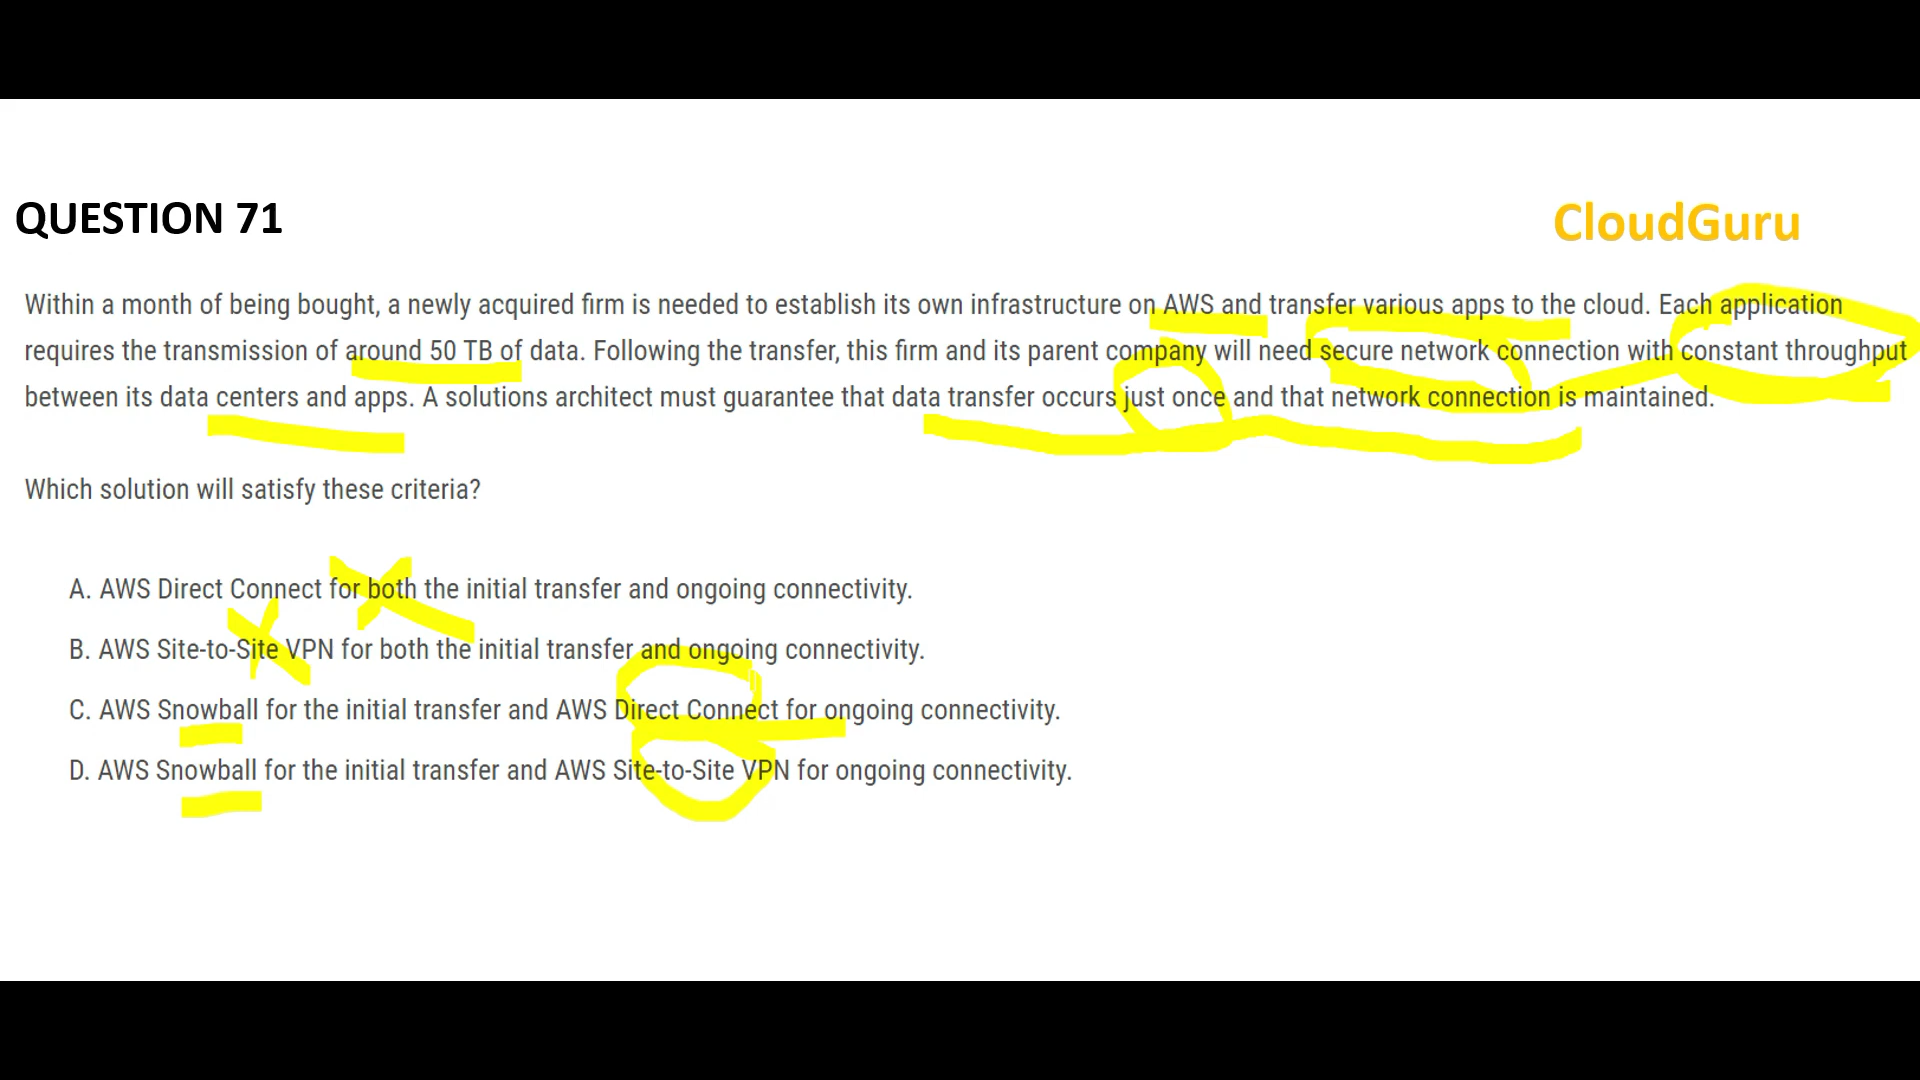 QUESTION 71
CloudGuru
Within a month of being bought, a newly acquired firm is needed to establish its own infrastructure on AWS and transfer various apps to the cloud. Each application
requires the transmission of around 50 TB of data. Following the transfer, this firm and its parent company will need secure network connection with constant throughput
between its data centers and apps. A solutions architect must guarantee that data transfer occurs just once and that network connection is maintained.
Which solution will satisfy these criteria?
A. AWS Direct Connect for both the initial transfer and ongoing connectivity.
B. AWS Site-to-Site VPN for both the initial transfer and ongoing connectivity.
C. AWS Snowball for the initial transfer and AWS Direct Connect for ongoing connectivity.
D. AWS Snowball for the initial transfer and AWS Site-to-Site VPN for ongoing connectivity.